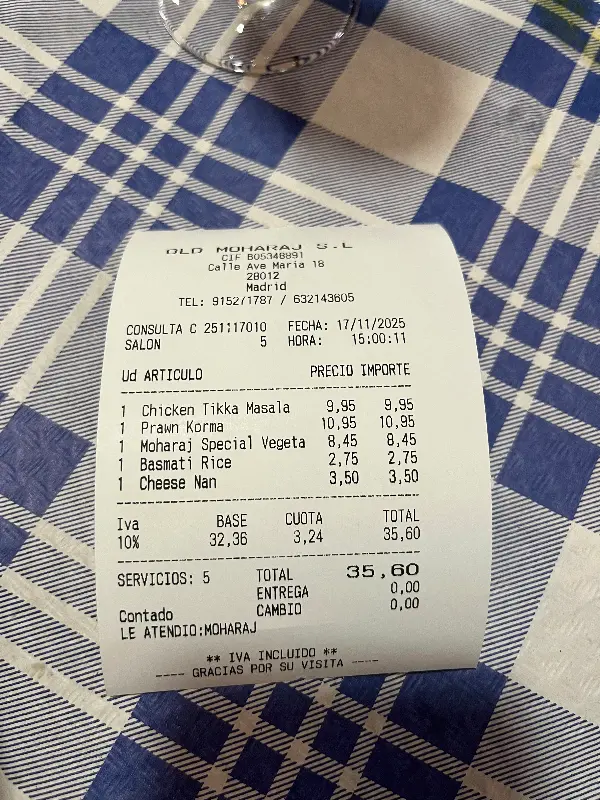 OLD MOHARAJ S.L
CIF B05348891
Calle Ave Maria 18
28012
Madrid
TEL: 915271787 / 632143605
CONSULTA C 251117010 FECHA: 17/11/2025
SALON 5 HORA: 15:00:11
Ud ARTICULO PRECIO IMPORTE
1 Chicken Tikka Masala 9,95 9,95
1 Prawn Korma 10,95 10,95
1 Moharaj Special Vegeta 8,45 8,45
1 Basmati Rice 2,75 2,75
1 Cheese Nan 3,50 3,50
Iva BASE CUOTA TOTAL
10% 32,36 3,24 35,60
SERVICIOS: 5 TOTAL 35,60
ENTREGA 0,00
Contado CAMBIO 0,00
LE ATENDIO:MOHARAJ
** IVA INCLUIDO **
---- GRACIAS POR SU VISITA ----